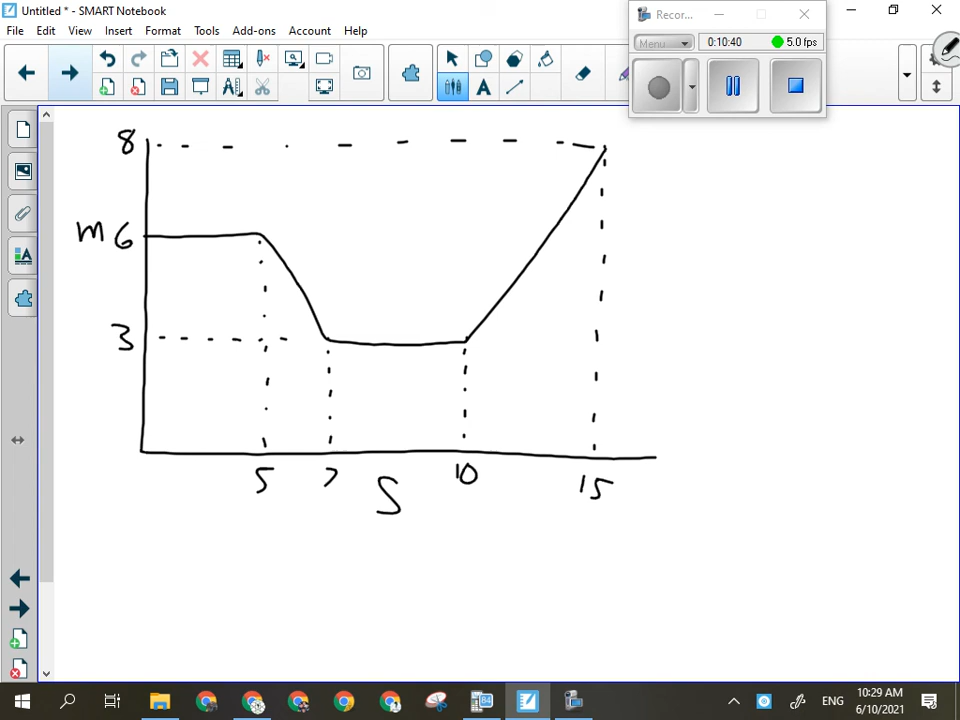 Untitled * - SMART Notebook
Recor...
File Edit View Insert Format Tools Add-ons Account Help
Menu
0:10:40
5.0 fps
8
m 6
3
5 7 10 15
S
ENG
10:29 AM
6/10/2021